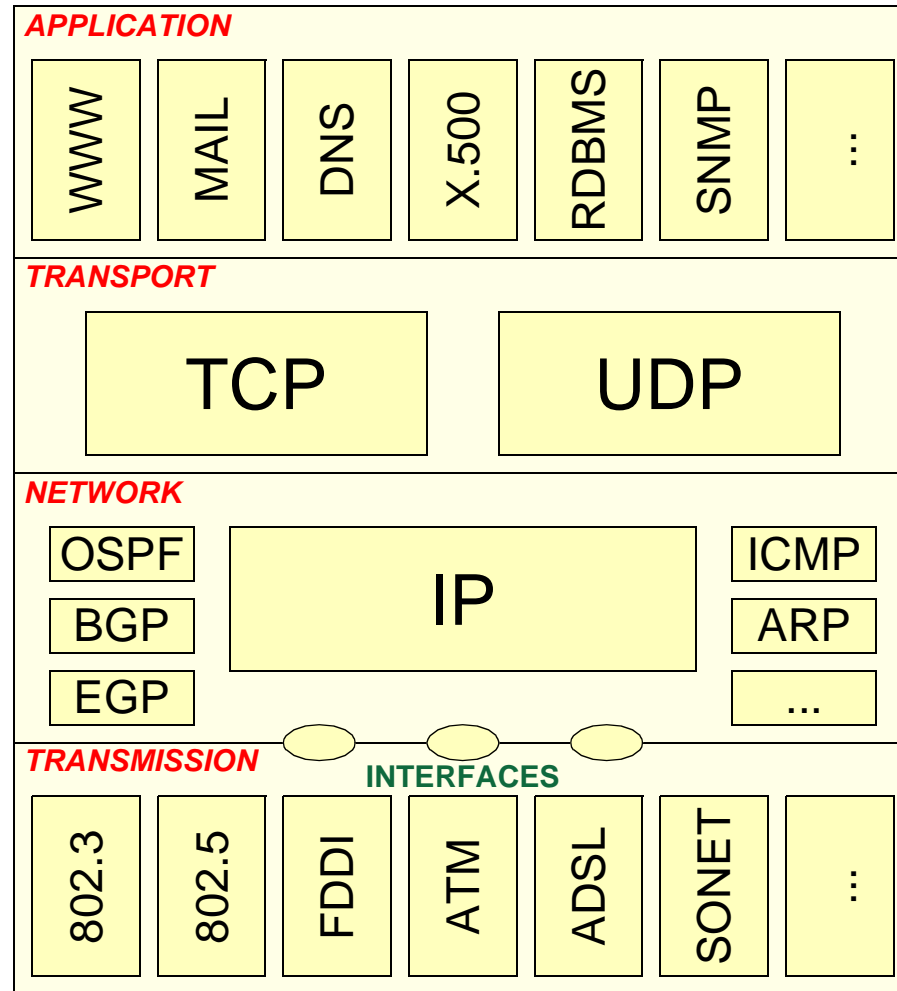 APPLICATION
WWW
MAIL
DNS
X.500
RDBMS
SNMP
...
TRANSPORT
TCP
UDP
NETWORK
OSPF
BGP
EGP
IP
ICMP
ARP
...
TRANSMISSION
INTERFACES
802.3
802.5
FDDI
ATM
ADSL
SONET
...